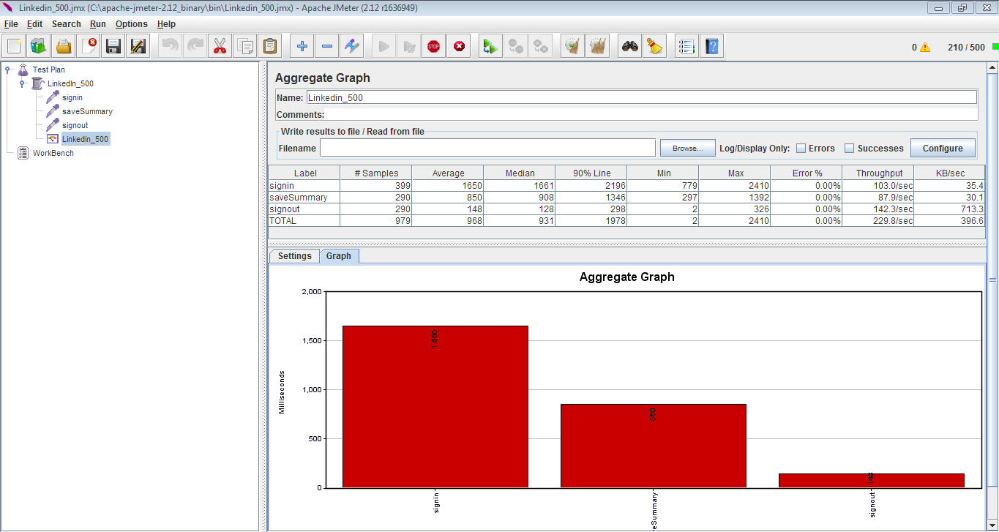 Linkedin_500.jmx (C:\apache-jmeter-2.12_binary\bin\Linkedin_500.jmx) - Apache JMeter (2.12 r1636949)
File Edit Search Run Options Help
STOP ? 0 210 / 500
Test Plan
LinkedIn_500
signin
saveSummary
signout
Linkedin_500
WorkBench
Aggregate Graph
Name: Linkedin_500
Comments:
Write results to file / Read from file
Filename Browse... Log/Display Only: Errors Successes Configure
Label # Samples Average Median 90% Line Min Max Error % Throughput KB/sec
signin 399 1650 1661 2196 779 2410 0.00% 103.0/sec 35.4
saveSummary 290 850 908 1346 297 1392 0.00% 87.9/sec 30.1
signout 290 148 128 298 2 326 0.00% 142.3/sec 713.3
TOTAL 979 968 931 1978 2 2410 0.00% 229.8/sec 396.6
Settings Graph
Aggregate Graph
2,000
1,500
1,000
500
0
Milliseconds
1,650
850
148
signin
eSummary
signout